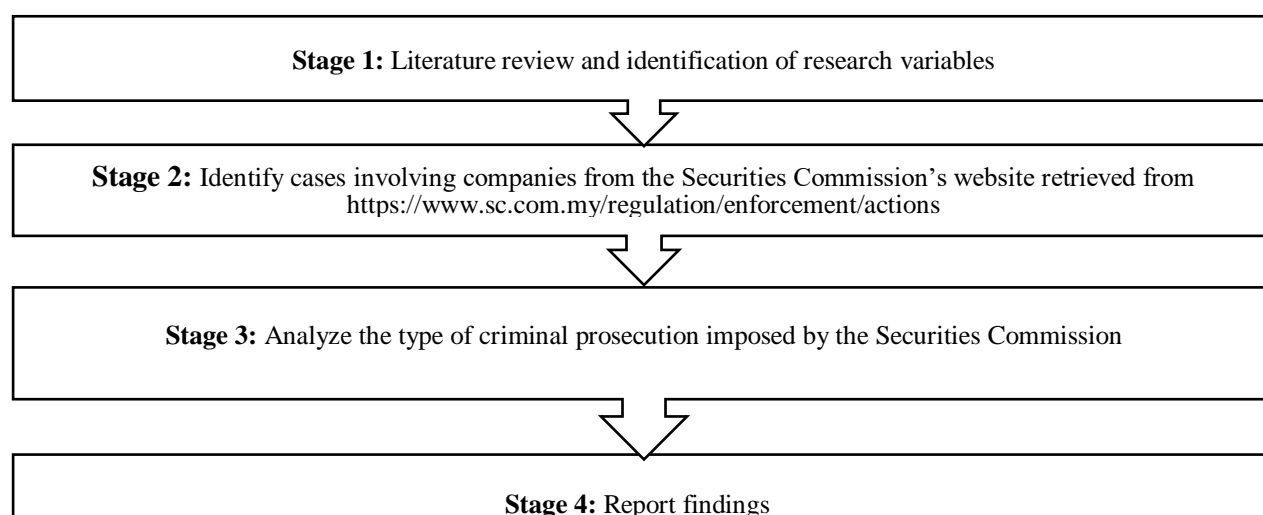 Stage 1: Literature review and identification of research variables
Stage 2: Identify cases involving companies from the Securities Commission’s website retrieved from
https://www.sc.com.my/regulation/enforcement/actions
Stage 3: Analyze the type of criminal prosecution imposed by the Securities Commission
Stage 4: Report findings